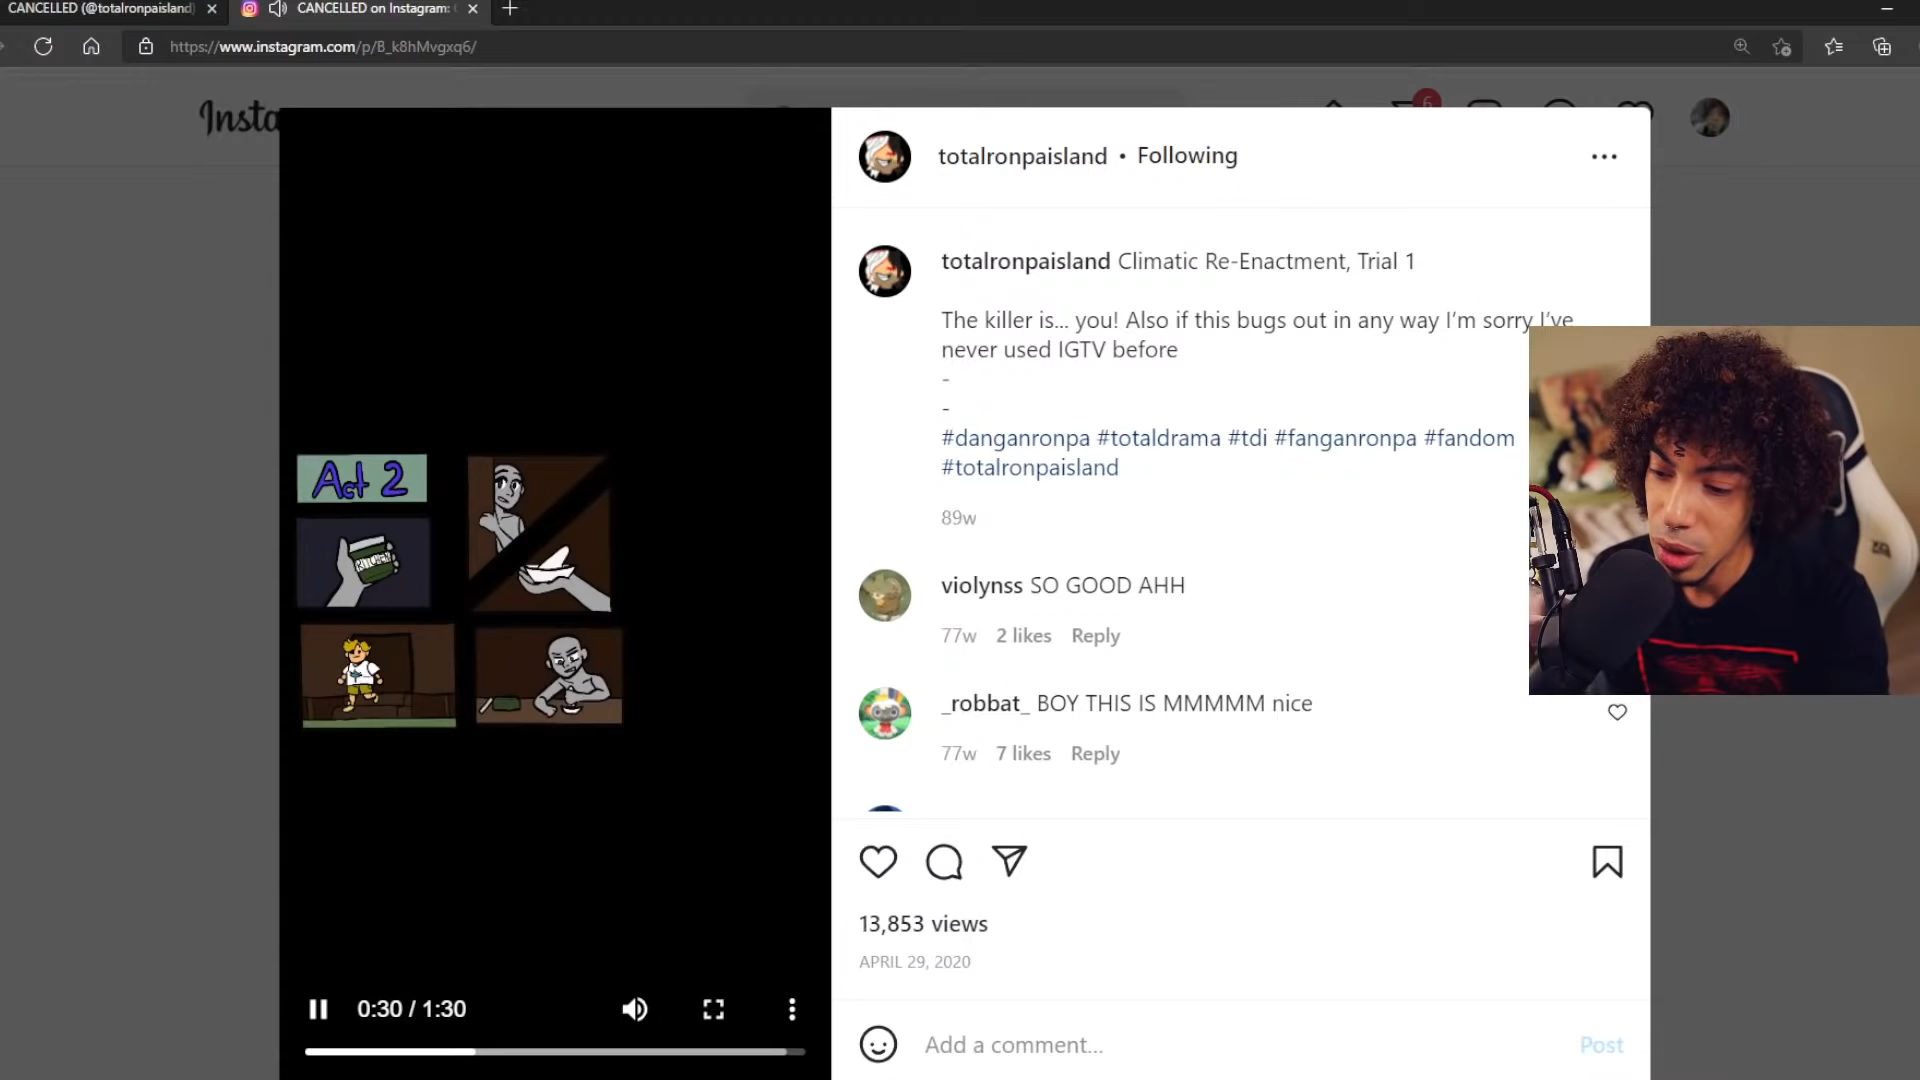 CANCELLED (@totalronpaisland)
CANCELLED on Instagram:
https://www.instagram.com/p/B_k8hMvgxq6/
Insta
6
totalronpaisland • Following
totalronpaisland Climatic Re-Enactment, Trial 1
The killer is... you! Also if this bugs out in any way I'm sorry I've
never used IGTV before
-
-
#danganronpa #totaldrama #tdi #fanganronpa #fandom
#totalronpaisland
89w
violynss SO GOOD AHH
77w 2 likes Reply
_robbat_ BOY THIS IS MMMMM nice
77w 7 likes Reply
13,853 views
APRIL 29, 2020
Add a comment... Post
Act 2
KITCHEN
0:30 / 1:30